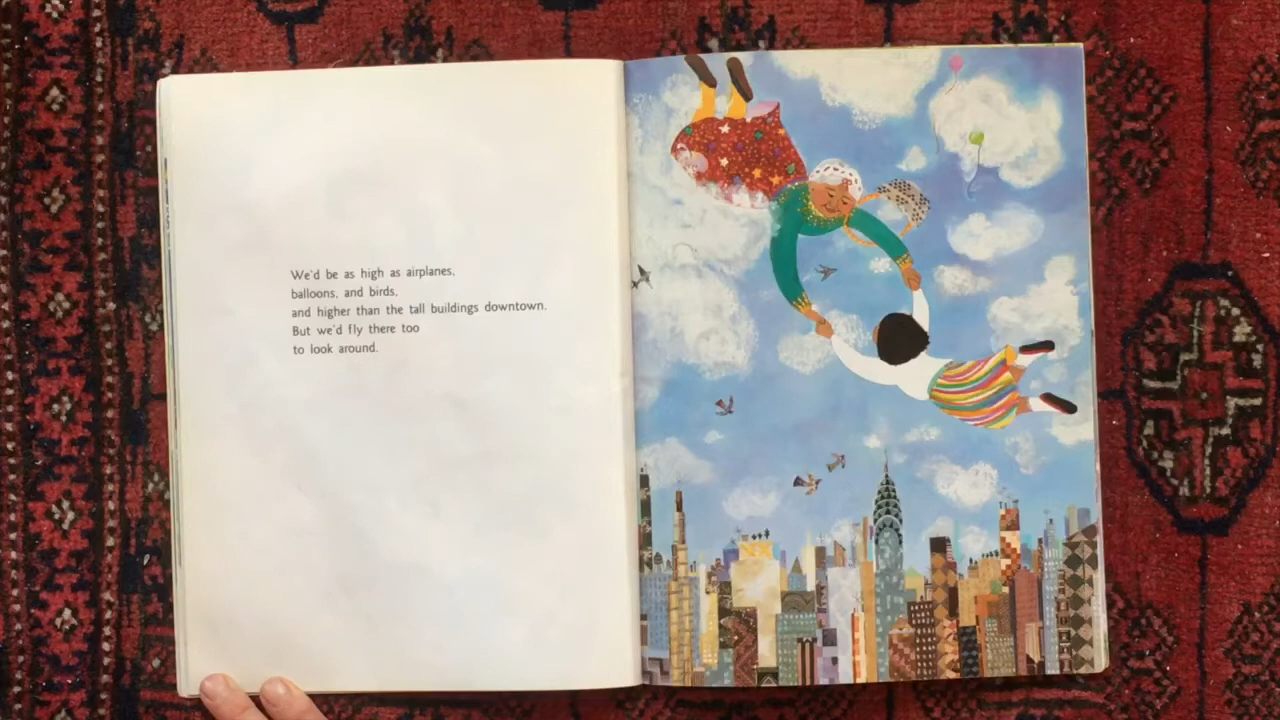 We'd be as high as airplanes,
balloons, and birds,
and higher than the tall buildings downtown.
But we'd fly there too
to look around.